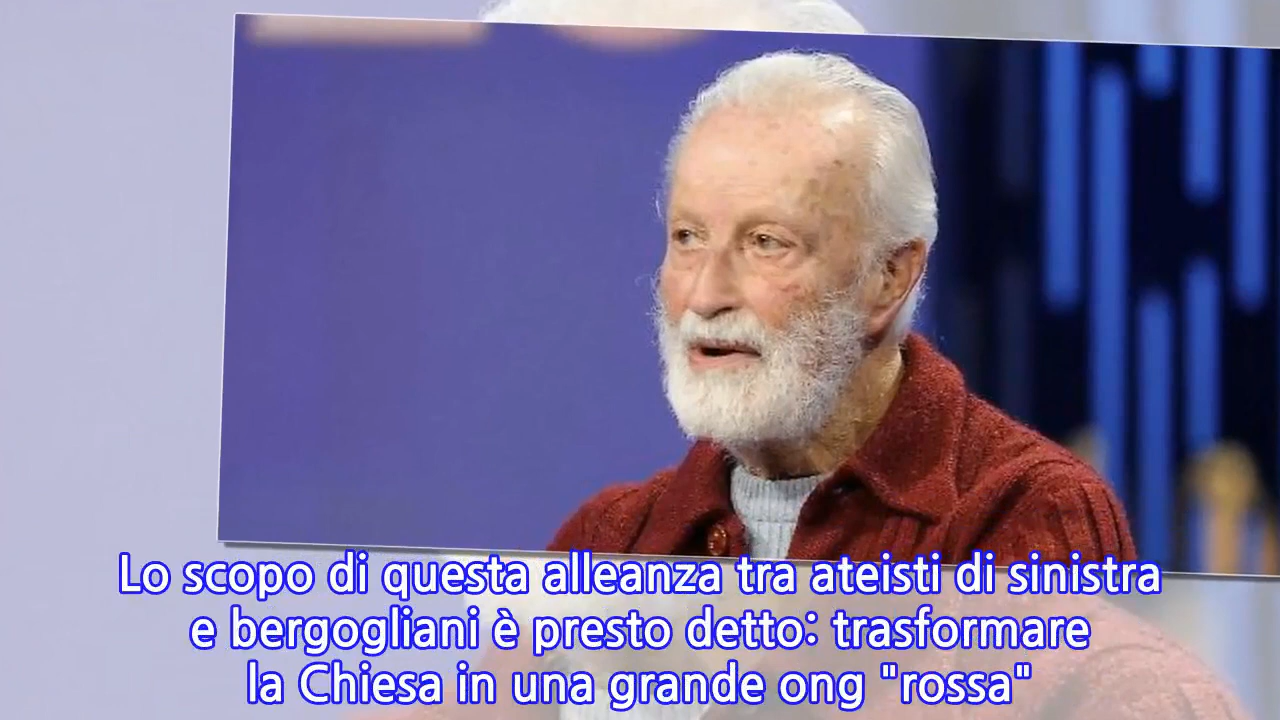 Lo scopo di questa alleanza tra ateisti di sinistra
e bergogliani è presto detto: trasformare
la Chiesa in una grande ong "rossa"